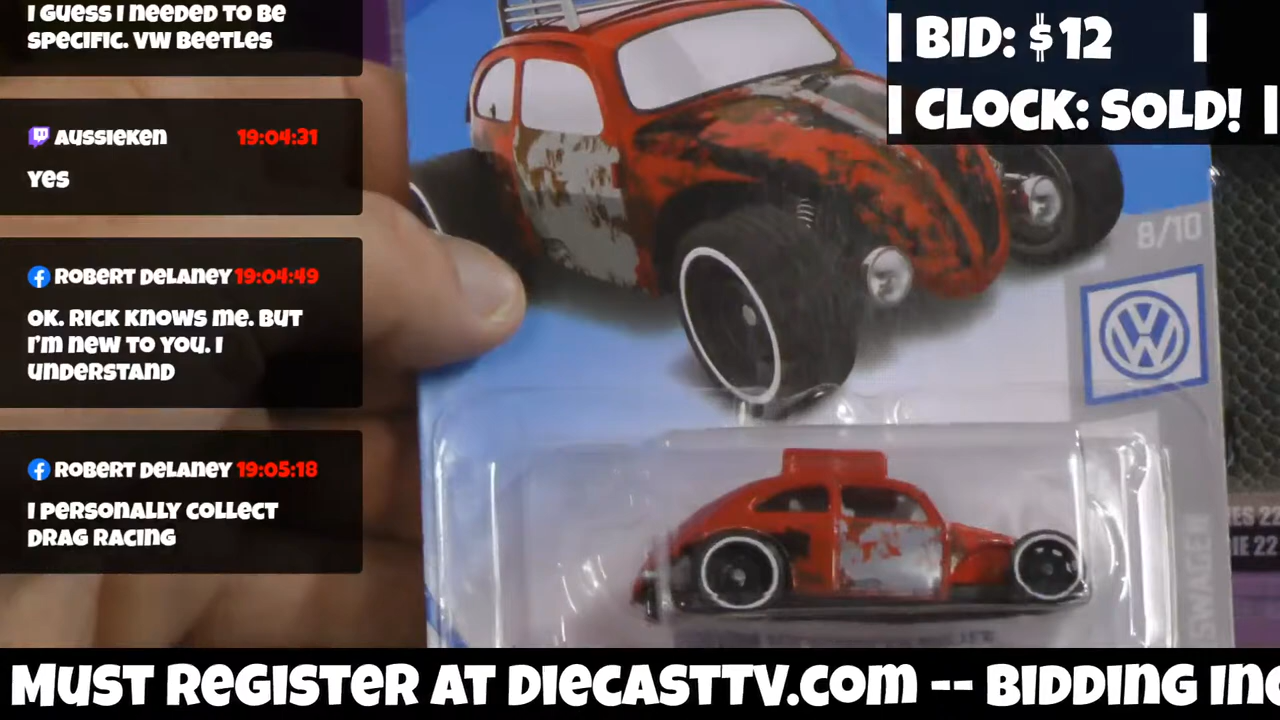 I GUESS I NEEDED TO BE
SPECIFIC. VW BEETLES
AUSSIEKEN 19:04:31
YES
ROBERT DELANEY 19:04:49
OK. RICK KNOWS ME. BUT
I'M NEW TO YOU. I
UNDERSTAND
ROBERT DELANEY 19:05:18
I PERSONALLY COLLECT
DRAG RACING
| BID: $12 |
| CLOCK: SOLD! |
8/10
VW
MUST REGISTER AT DIECASTTV.COM -- BIDDING INC